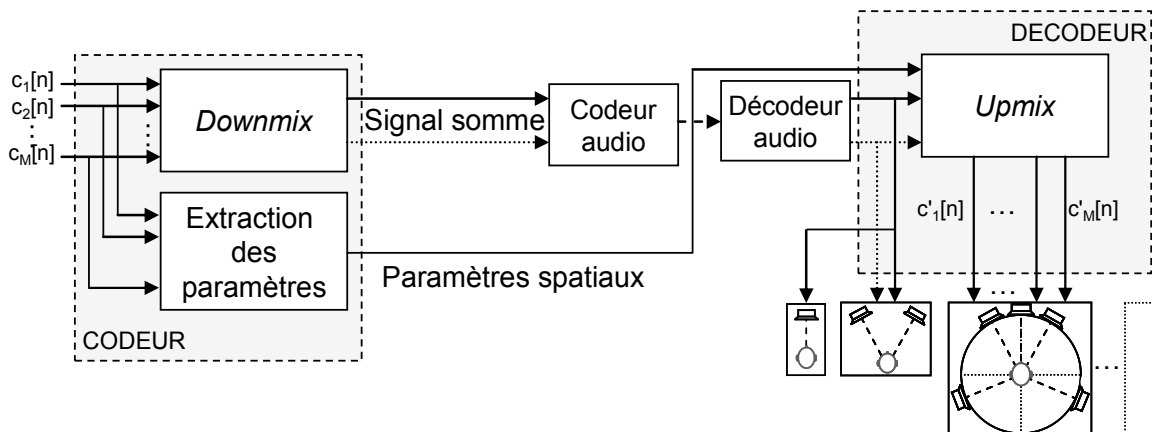 DECODEUR
c1[n]
c2[n]
⋮
cM[n]
Downmix
Signal somme
Codeur
audio
Décodeur
audio
Upmix
Extraction
des
paramètres
Paramètres spatiaux
c'1[n]
...
c'M[n]
CODEUR
...
...